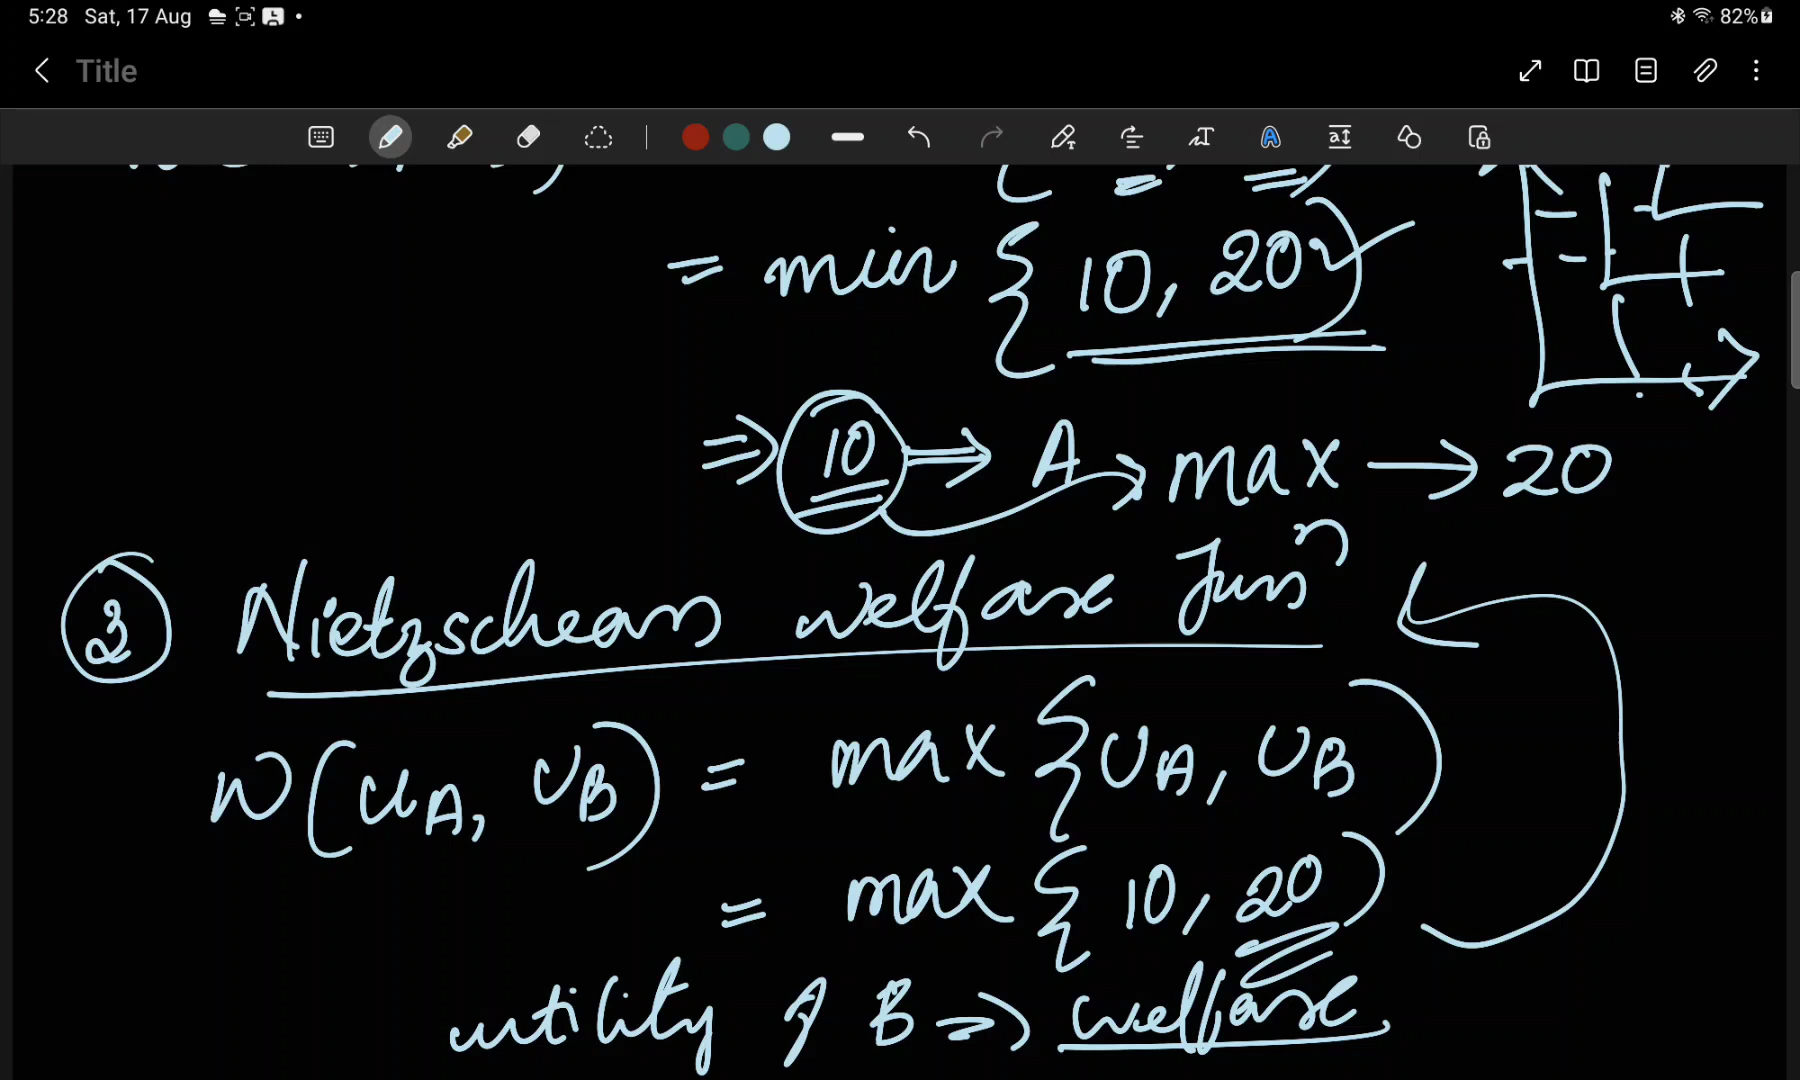 5:28 Sat, 17 Aug
82%
Title
= min { 10, 20 }
⇒ 10 ⇒ A → max → 20
3 Nietzschean welfare funⁿ
W(UA, UB) = max {UA, UB}
= max { 10, 20 }
utility of B ⇒ welfare